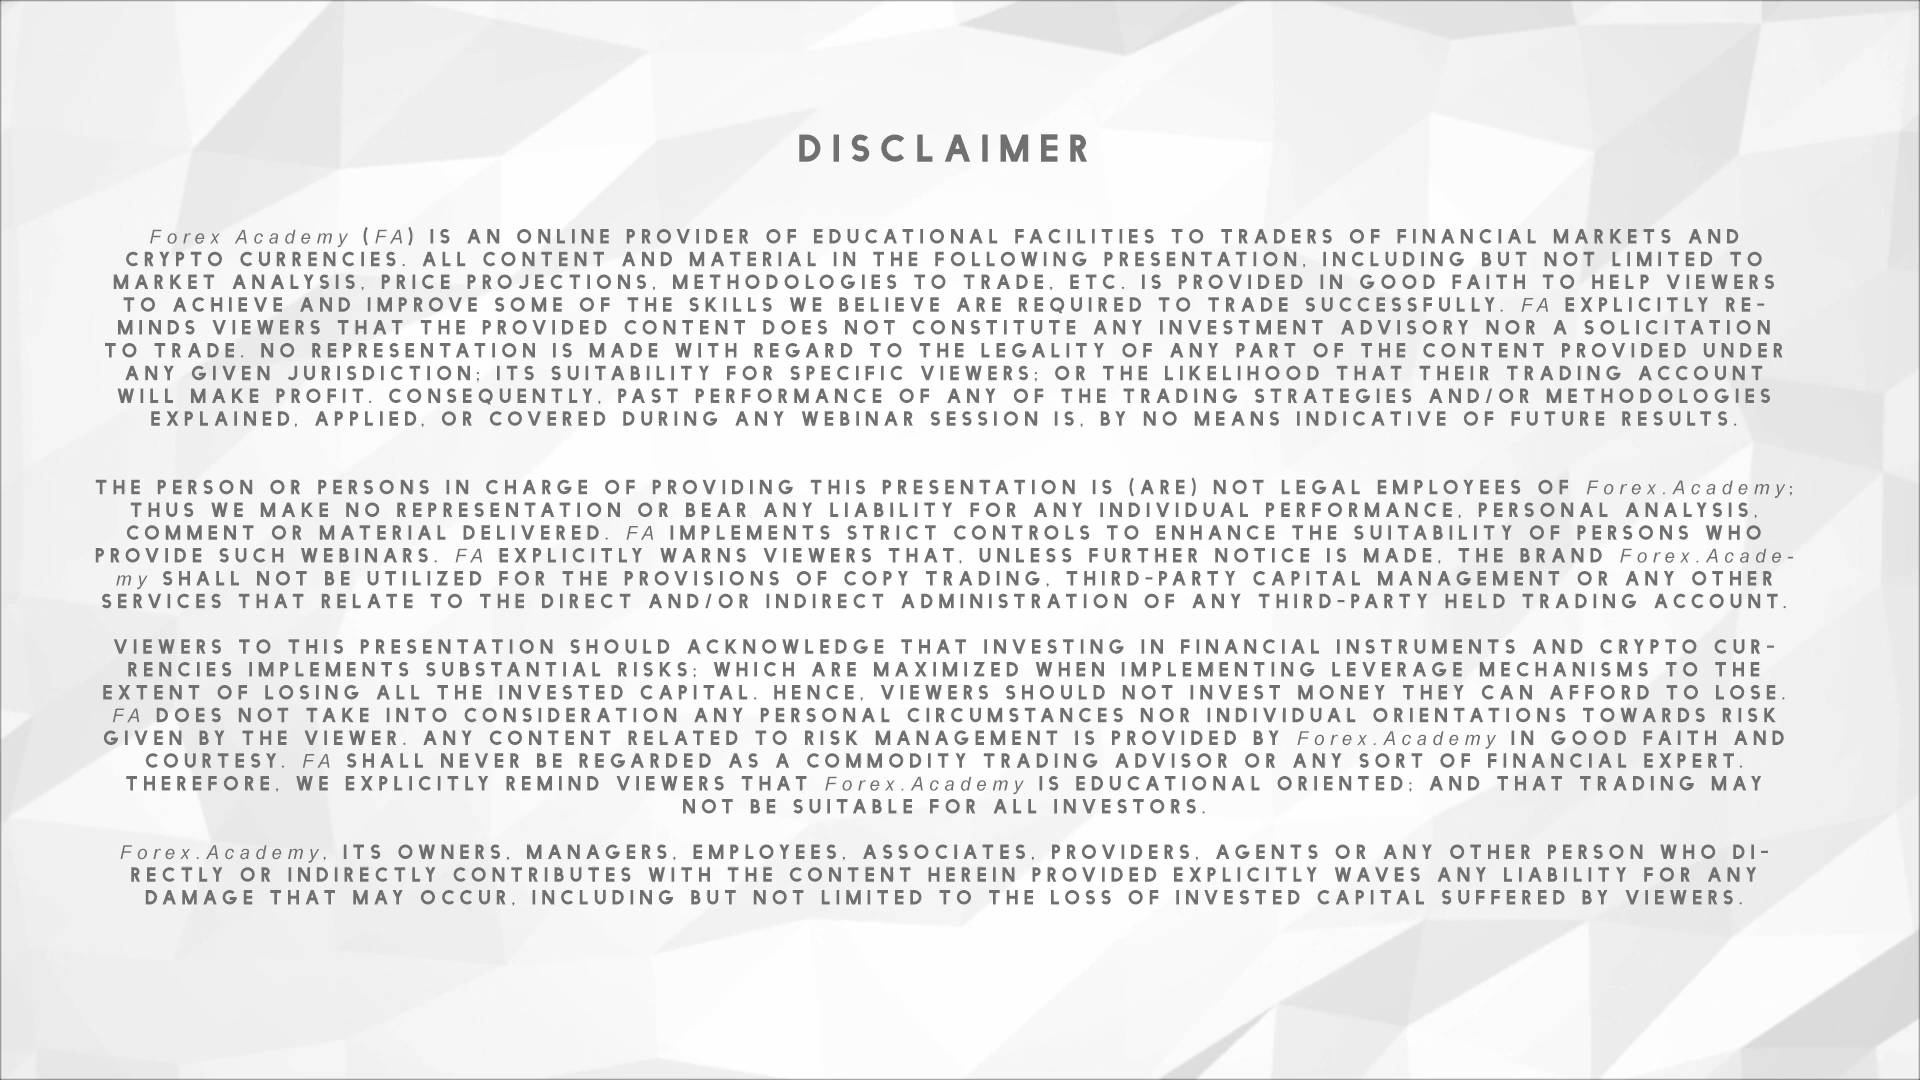 DISCLAIMER
Forex Academy (FA) IS AN ONLINE PROVIDER OF EDUCATIONAL FACILITIES TO TRADERS OF FINANCIAL MARKETS AND
CRYPTO CURRENCIES. ALL CONTENT AND MATERIAL IN THE FOLLOWING PRESENTATION, INCLUDING BUT NOT LIMITED TO
MARKET ANALYSIS, PRICE PROJECTIONS, METHODOLOGIES TO TRADE, ETC. IS PROVIDED IN GOOD FAITH TO HELP VIEWERS
TO ACHIEVE AND IMPROVE SOME OF THE SKILLS WE BELIEVE ARE REQUIRED TO TRADE SUCCESSFULLY. FA EXPLICITLY RE-
MINDS VIEWERS THAT THE PROVIDED CONTENT DOES NOT CONSTITUTE ANY INVESTMENT ADVISORY NOR A SOLICITATION
TO TRADE. NO REPRESENTATION IS MADE WITH REGARD TO THE LEGALITY OF ANY PART OF THE CONTENT PROVIDED UNDER
ANY GIVEN JURISDICTION; ITS SUITABILITY FOR SPECIFIC VIEWERS; OR THE LIKELIHOOD THAT THEIR TRADING ACCOUNT
WILL MAKE PROFIT. CONSEQUENTLY, PAST PERFORMANCE OF ANY OF THE TRADING STRATEGIES AND/OR METHODOLOGIES
EXPLAINED, APPLIED, OR COVERED DURING ANY WEBINAR SESSION IS, BY NO MEANS INDICATIVE OF FUTURE RESULTS.
THE PERSON OR PERSONS IN CHARGE OF PROVIDING THIS PRESENTATION IS (ARE) NOT LEGAL EMPLOYEES OF Forex.Academy;
THUS WE MAKE NO REPRESENTATION OR BEAR ANY LIABILITY FOR ANY INDIVIDUAL PERFORMANCE, PERSONAL ANALYSIS,
COMMENT OR MATERIAL DELIVERED. FA IMPLEMENTS STRICT CONTROLS TO ENHANCE THE SUITABILITY OF PERSONS WHO
PROVIDE SUCH WEBINARS. FA EXPLICITLY WARNS VIEWERS THAT, UNLESS FURTHER NOTICE IS MADE, THE BRAND Forex.Acade-
my SHALL NOT BE UTILIZED FOR THE PROVISIONS OF COPY TRADING, THIRD-PARTY CAPITAL MANAGEMENT OR ANY OTHER
SERVICES THAT RELATE TO THE DIRECT AND/OR INDIRECT ADMINISTRATION OF ANY THIRD-PARTY HELD TRADING ACCOUNT.
VIEWERS TO THIS PRESENTATION SHOULD ACKNOWLEDGE THAT INVESTING IN FINANCIAL INSTRUMENTS AND CRYPTO CUR-
RENCIES IMPLEMENTS SUBSTANTIAL RISKS; WHICH ARE MAXIMIZED WHEN IMPLEMENTING LEVERAGE MECHANISMS TO THE
EXTENT OF LOSING ALL THE INVESTED CAPITAL. HENCE, VIEWERS SHOULD NOT INVEST MONEY THEY CAN AFFORD TO LOSE.
FA DOES NOT TAKE INTO CONSIDERATION ANY PERSONAL CIRCUMSTANCES NOR INDIVIDUAL ORIENTATIONS TOWARDS RISK
GIVEN BY THE VIEWER. ANY CONTENT RELATED TO RISK MANAGEMENT IS PROVIDED BY Forex.Academy IN GOOD FAITH AND
COURTESY. FA SHALL NEVER BE REGARDED AS A COMMODITY TRADING ADVISOR OR ANY SORT OF FINANCIAL EXPERT.
THEREFORE, WE EXPLICITLY REMIND VIEWERS THAT Forex.Academy IS EDUCATIONAL ORIENTED; AND THAT TRADING MAY
NOT BE SUITABLE FOR ALL INVESTORS.
Forex.Academy, ITS OWNERS, MANAGERS, EMPLOYEES, ASSOCIATES, PROVIDERS, AGENTS OR ANY OTHER PERSON WHO DI-
RECTLY OR INDIRECTLY CONTRIBUTES WITH THE CONTENT HEREIN PROVIDED EXPLICITLY WAVES ANY LIABILITY FOR ANY
DAMAGE THAT MAY OCCUR, INCLUDING BUT NOT LIMITED TO THE LOSS OF INVESTED CAPITAL SUFFERED BY VIEWERS.